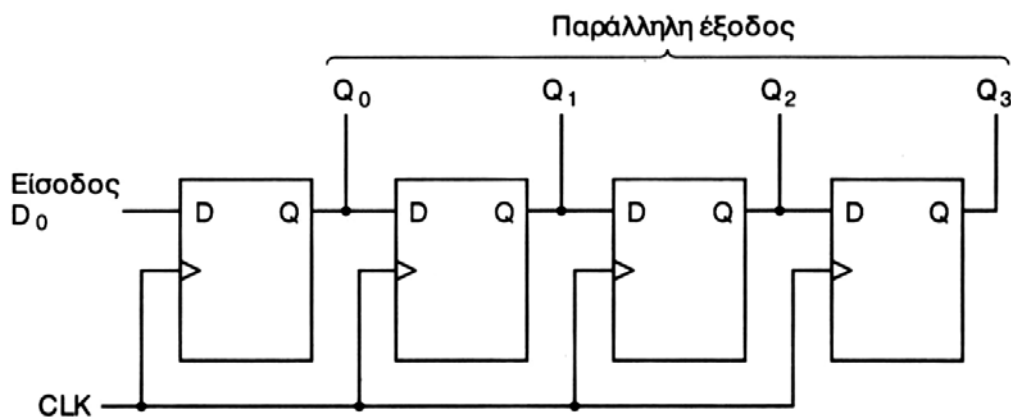 Παράλληλη έξοδος
Q0 Q1 Q2 Q3
Είσοδος
D0
D Q D Q D Q D Q
CLK